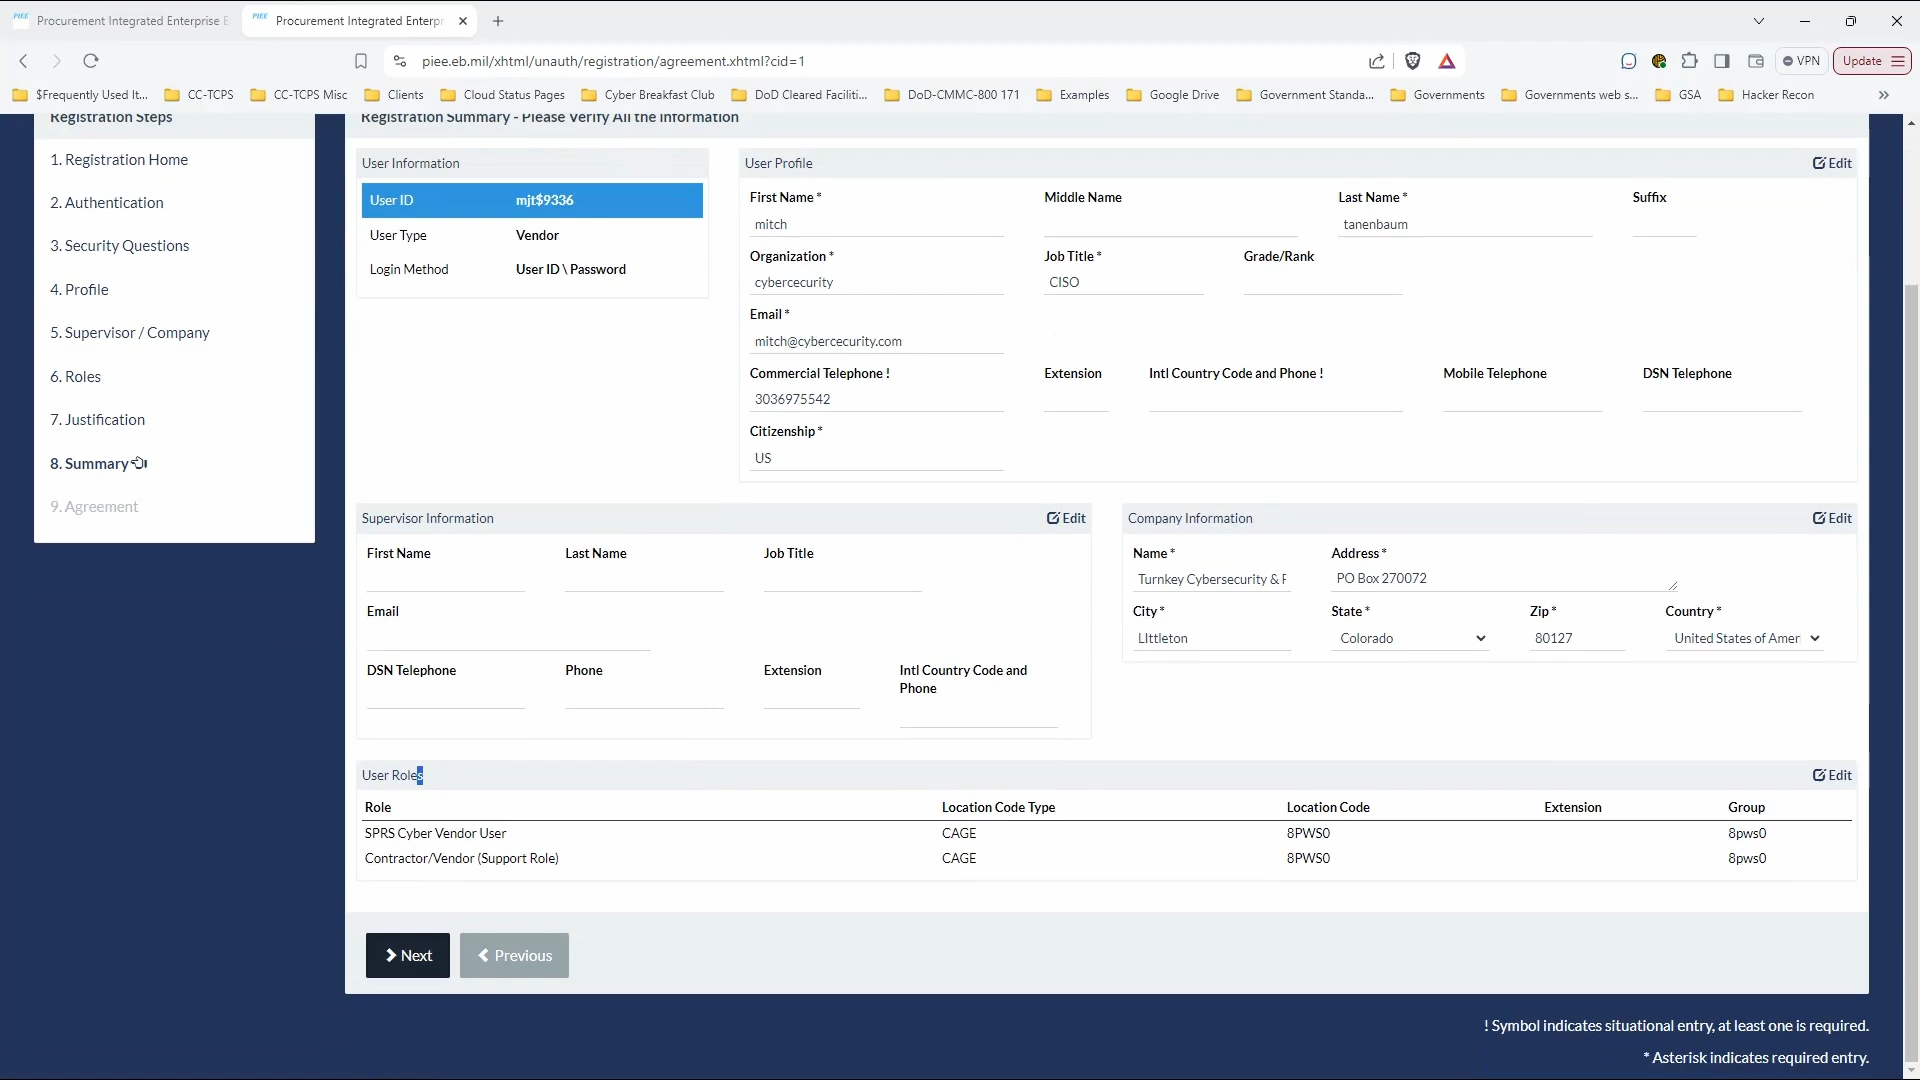 Procurement Integrated Enterprise E
Procurement Integrated Enterpr
piee.eb.mil/xhtml/unauth/registration/agreement.xhtml?cid=1
VPN
Update
$Frequently Used It...
CC-TCPS
CC-TCPS Misc
Clients
Cloud Status Pages
Cyber Breakfast Club
DoD Cleared Faciliti...
DoD-CMMC-800 171
Examples
Google Drive
Government Standa...
Governments
Governments web s...
GSA
Hacker Recon
Registration Steps
1. Registration Home
2. Authentication
3. Security Questions
4. Profile
5. Supervisor / Company
6. Roles
7. Justification
8. Summary
9. Agreement
Registration Summary - Please Verify All the Information
User Information
User ID mjt$9336
User Type Vendor
Login Method User ID \ Password
User Profile Edit
First Name * Middle Name Last Name * Suffix
mitch tanenbaum
Organization * Job Title * Grade/Rank
cybercecurity CISO
Email *
mitch@cybercecurity.com
Commercial Telephone ! Extension Intl Country Code and Phone ! Mobile Telephone DSN Telephone
3036975542
Citizenship *
US
Supervisor Information Edit
First Name Last Name Job Title
Email
DSN Telephone Phone Extension Intl Country Code and
Phone
Company Information Edit
Name * Address *
Turnkey Cybersecurity & P PO Box 270072
City * State * Zip * Country *
LIttleton Colorado 80127 United States of Amer
User Roles Edit
Role Location Code Type Location Code Extension Group
SPRS Cyber Vendor User CAGE 8PWS0 8pws0
Contractor/Vendor (Support Role) CAGE 8PWS0 8pws0
Next Previous
! Symbol indicates situational entry, at least one is required.
* Asterisk indicates required entry.